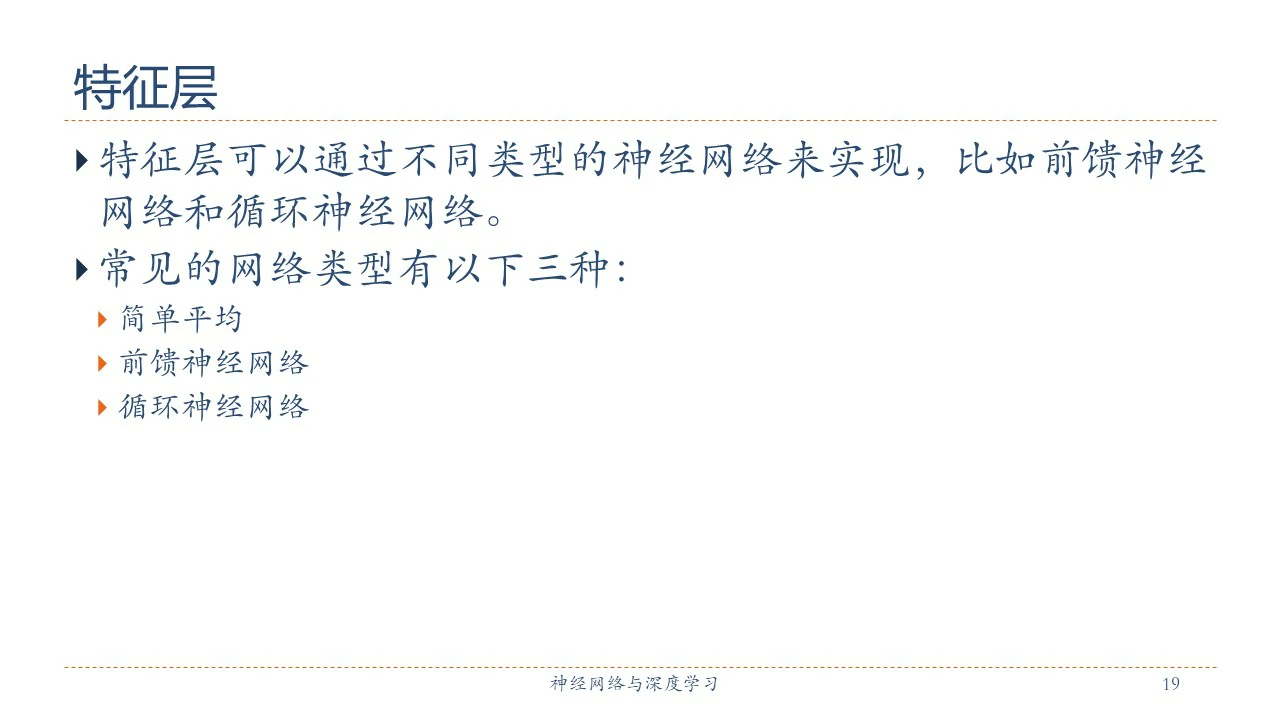 特征层
特征层可以通过不同类型的神经网络来实现，比如前馈神经
网络和循环神经网络。
常见的网络类型有以下三种：
简单平均
前馈神经网络
循环神经网络
神经网络与深度学习
19